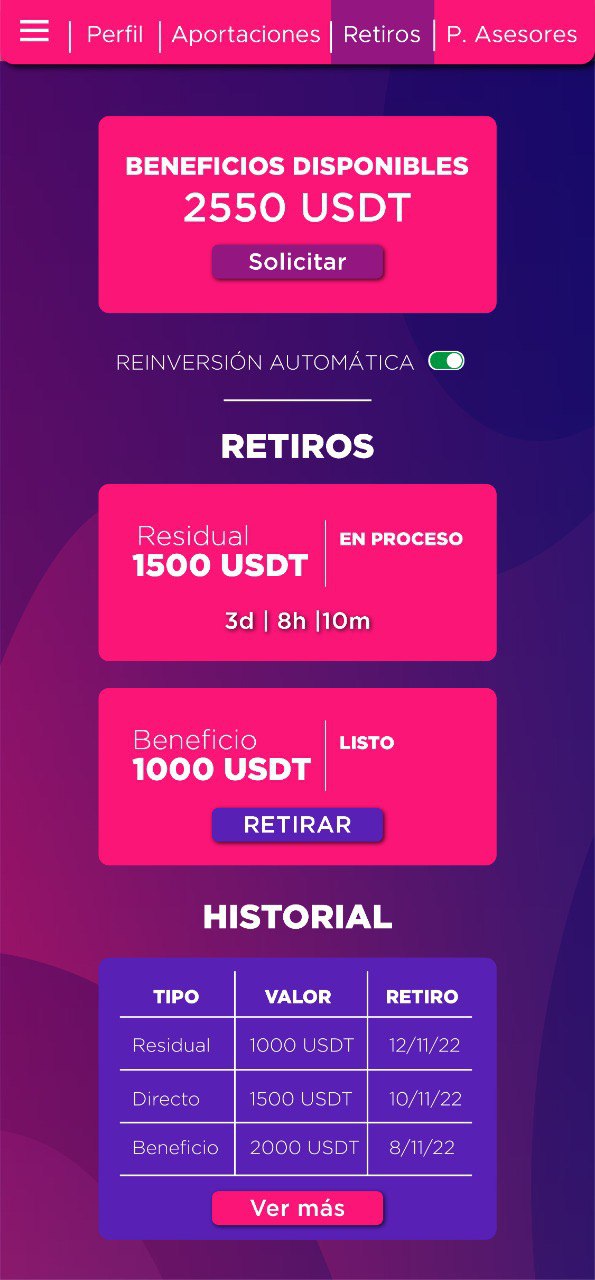 Perfil | Aportaciones | Retiros | P. Asesores
BENEFICIOS DISPONIBLES
2550 USDT
Solicitar
REINVERSIÓN AUTOMÁTICA
RETIROS
Residual
1500 USDT
EN PROCESO
3d | 8h |10m
Beneficio
1000 USDT
LISTO
RETIRAR
HISTORIAL
TIPO VALOR RETIRO
Residual 1000 USDT 12/11/22
Directo 1500 USDT 10/11/22
Beneficio 2000 USDT 8/11/22
Ver más